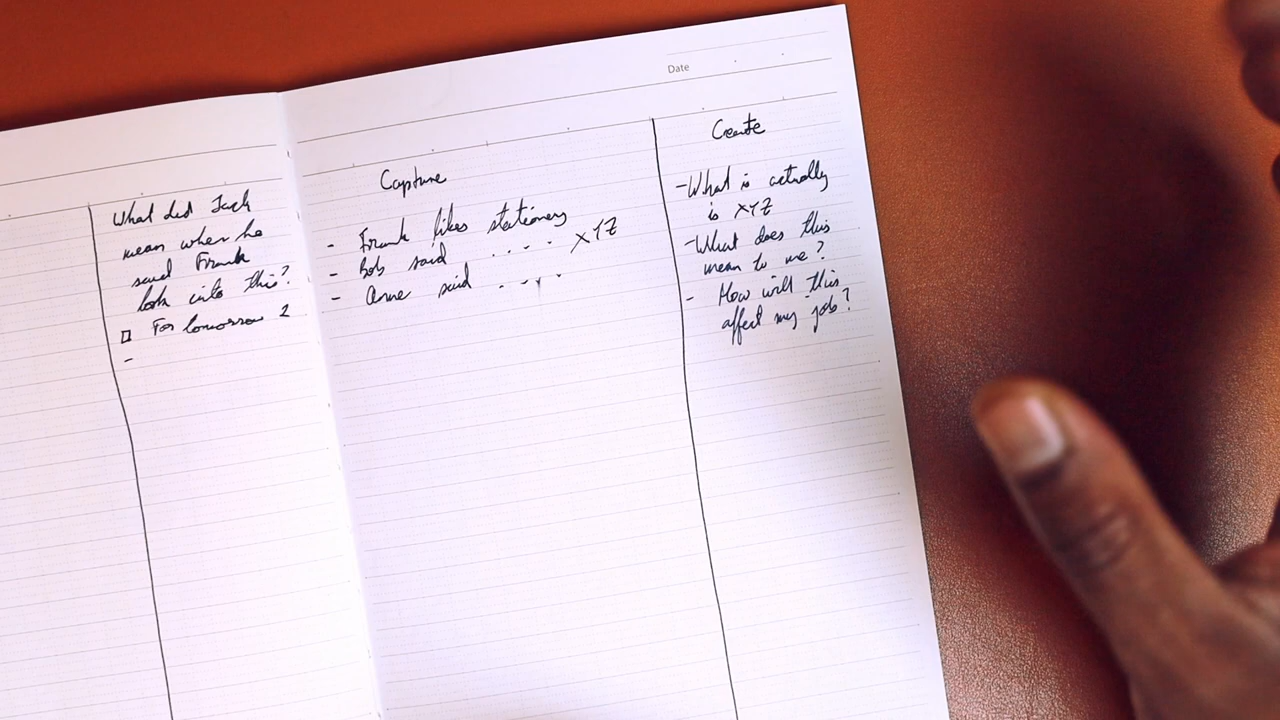 What did Jack
mean when he
said Frank
look into this?
□ For tomorrow 2
-
Date
Capture
- Frank likes stationery
- Bob said .... XYZ
- Anne said ....
Create
- What is actually
is XYZ
- What does this
mean to me?
- How will this
affect my job?